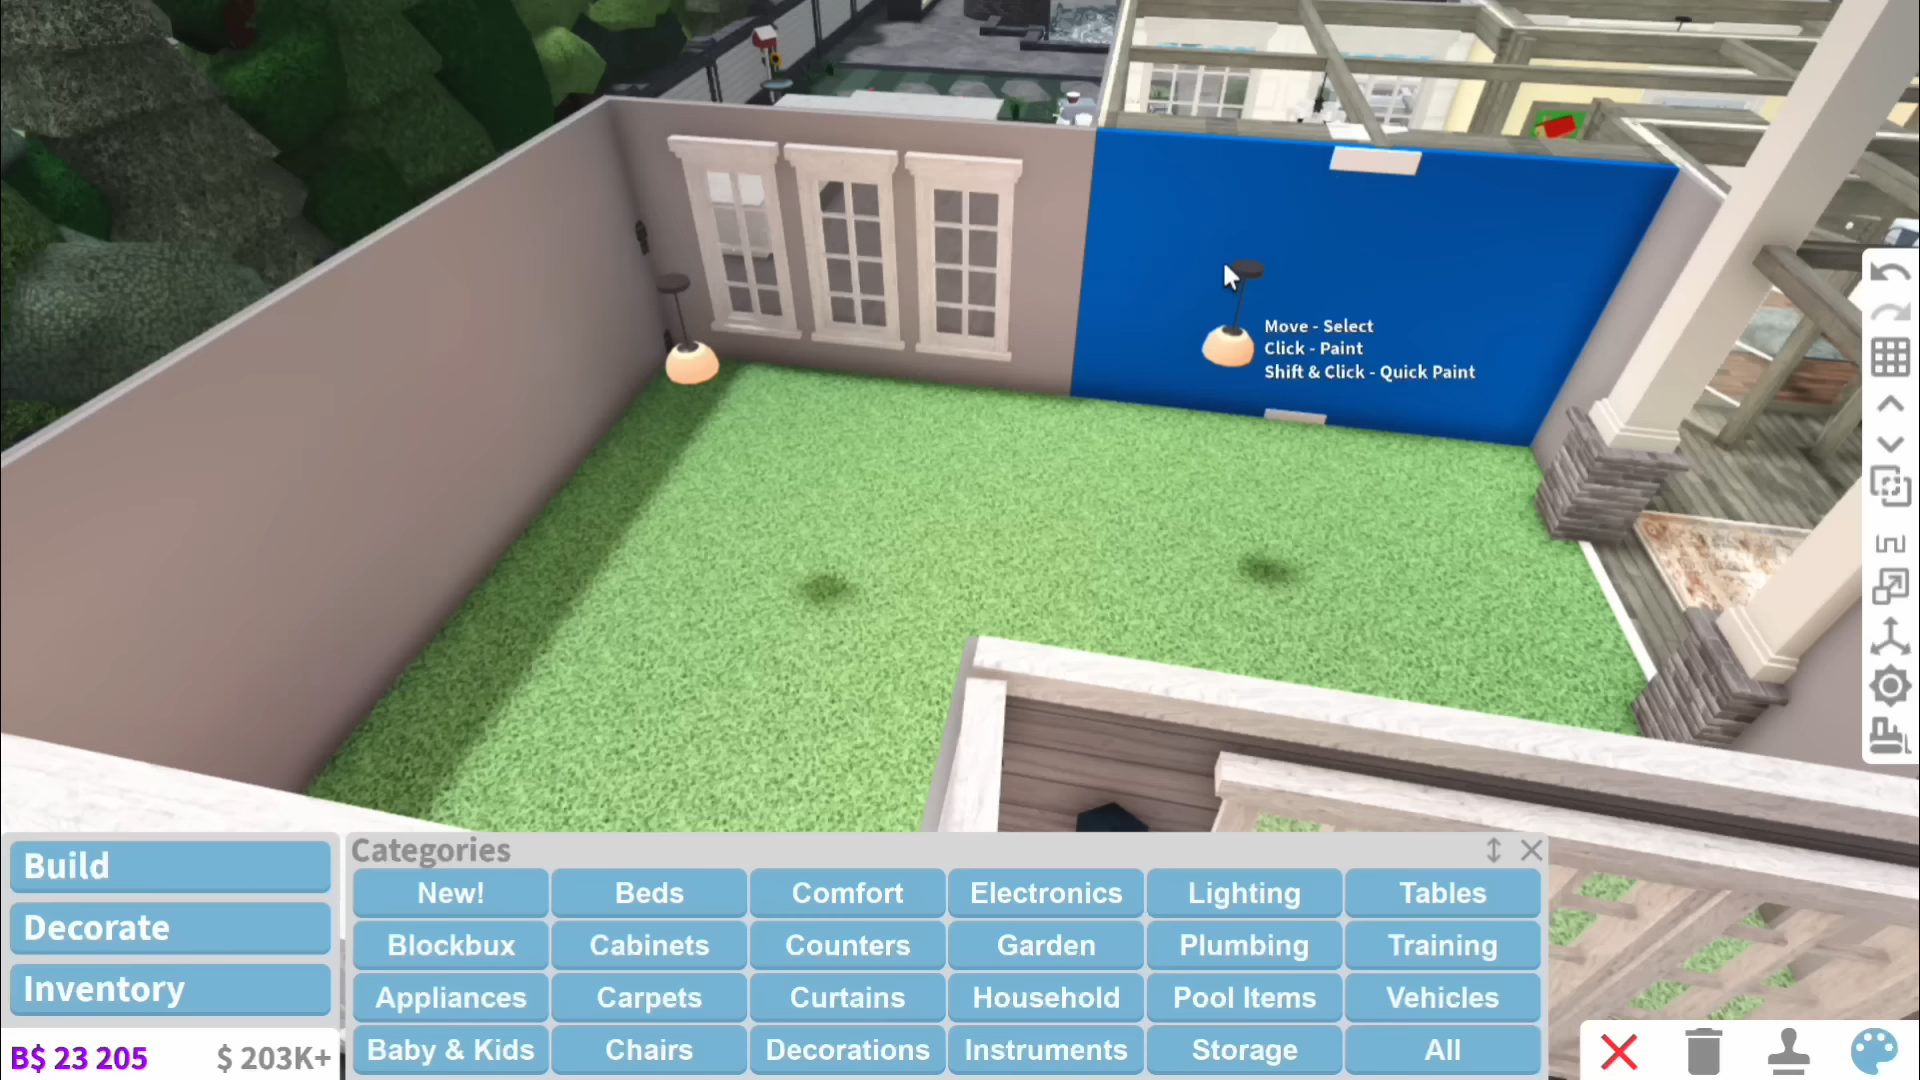 Move - Select
Click - Paint
Shift & Click - Quick Paint
Build
Decorate
Inventory
B$ 23 205
$ 203K+
Categories
New!
Beds
Comfort
Electronics
Lighting
Tables
Blockbux
Cabinets
Counters
Garden
Plumbing
Training
Appliances
Carpets
Curtains
Household
Pool Items
Vehicles
Baby & Kids
Chairs
Decorations
Instruments
Storage
All